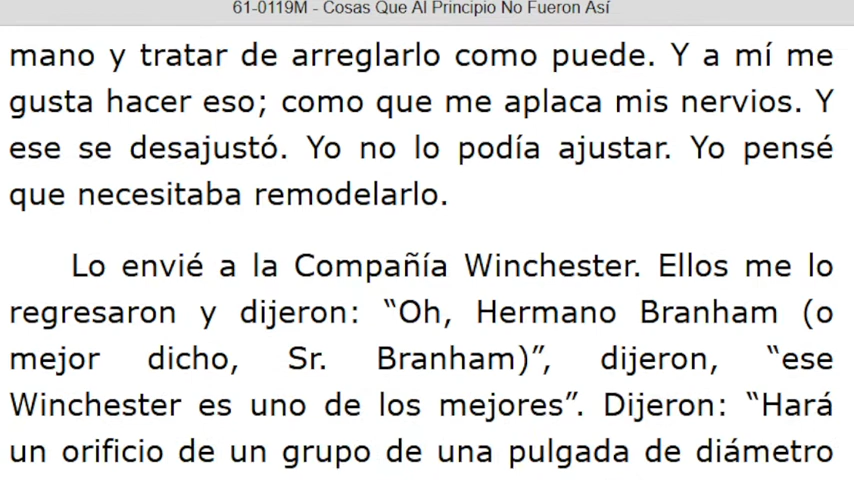 61-0119M - Cosas Que Al Principio No Fueron Así
mano y tratar de arreglarlo como puede. Y a mí me
gusta hacer eso; como que me aplaca mis nervios. Y
ese se desajustó. Yo no lo podía ajustar. Yo pensé
que necesitaba remodelarlo.
Lo envié a la Compañía Winchester. Ellos me lo
regresaron y dijeron: “Oh, Hermano Branham (o
mejor dicho, Sr. Branham)”, dijeron, “ese
Winchester es uno de los mejores”. Dijeron: “Hará
un orificio de un grupo de una pulgada de diámetro